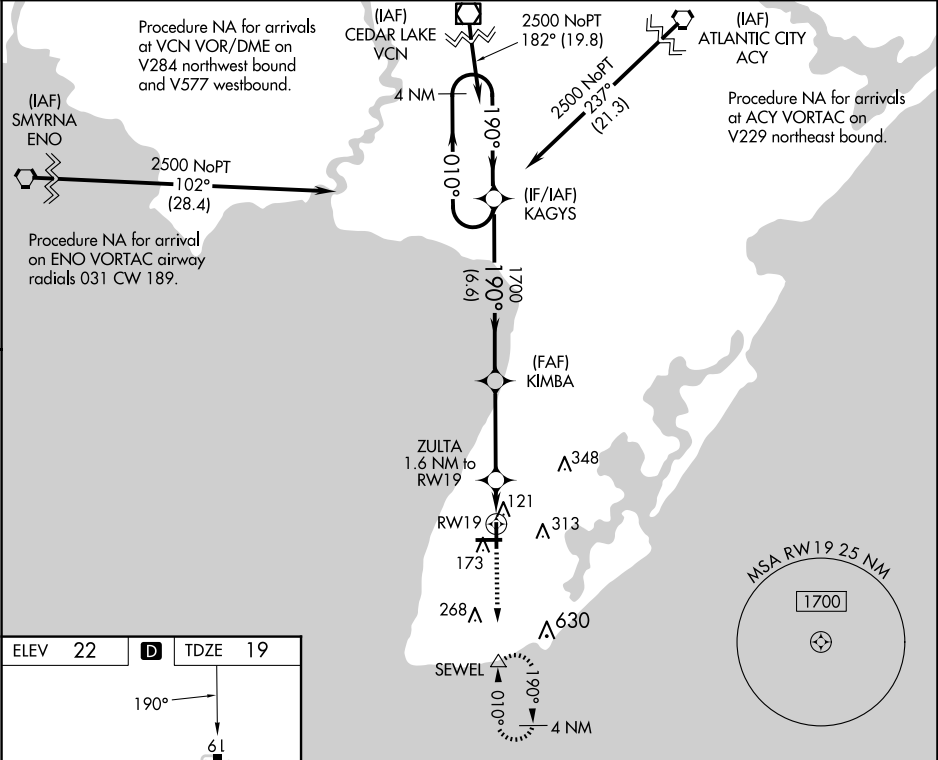 Procedure NA for arrivals
at VCN VOR/DME on
V284 northwest bound
and V577 westbound.
(IAF)
CEDAR LAKE
VCN
2500 NoPT
182° (19.8)
(IAF)
ATLANTIC CITY
ACY
2500 NoPT
237°
(21.3)
Procedure NA for arrivals
at ACY VORTAC on
V229 northeast bound.
(IAF)
SMYRNA
ENO
2500 NoPT
102°
(28.4)
Procedure NA for arrival
on ENO VORTAC airway
radials 031 CW 189.
4 NM
190°
010°
(IF/IAF)
KAGYS
1700
190°
(6.6)
(FAF)
KIMBA
ZULTA
1.6 NM to
RW19
348
121
RW19
313
173
268
630
SEWEL
190°
010°
4 NM
MSA RW19 25 NM
1700
ELEV 22 D TDZE 19
190°
19